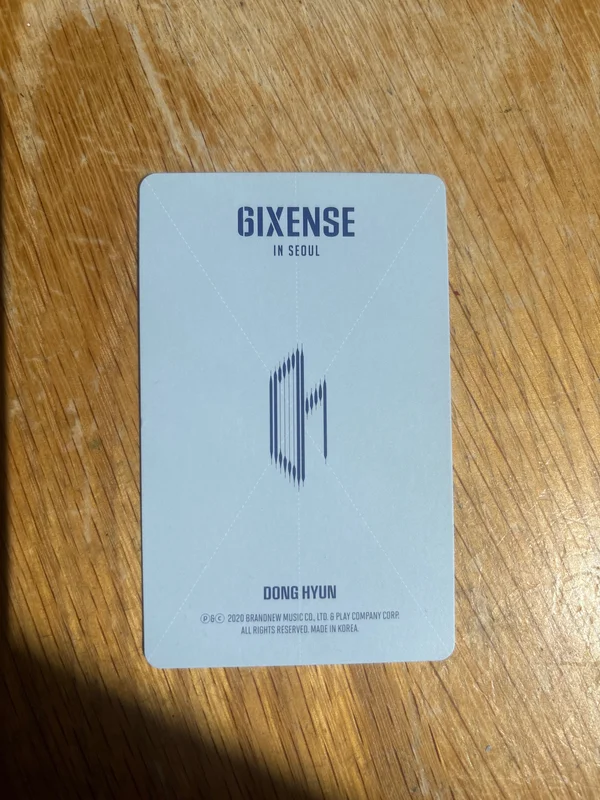 6IXENSE
IN SEOUL
DONG HYUN
Ⓟ&Ⓒ 2020 BRANDNEW MUSIC CO., LTD. & PLAY COMPANY CORP.
ALL RIGHTS RESERVED. MADE IN KOREA.